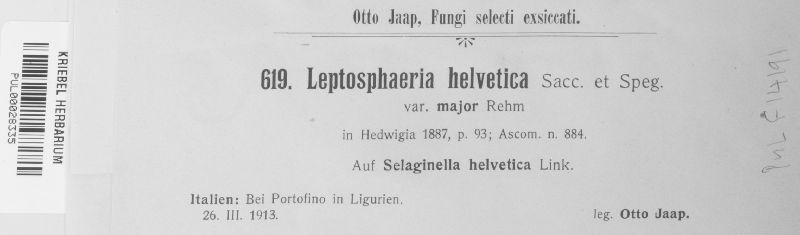 Otto Jaap, Fungi selecti exsiccati.
619. Leptosphaeria helvetica Sacc. et Speg.
var. major Rehm
in Hedwigia 1887, p. 93; Ascom. n. 884.
Auf Selaginella helvetica Link.
Italien: Bei Portofino in Ligurien.
26. III. 1913.
leg. Otto Jaap.
KRIEBEL HERBARIUM
PUL00028335
PUL F14191